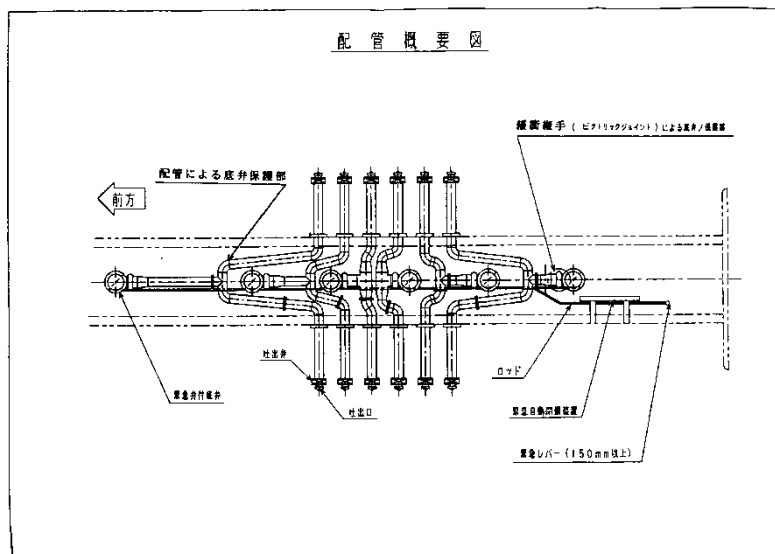 配管概要図
緩衝継手(ビクトリックジョイント)による底弁ノ保護部
配管による底弁保護部
前方
吐出弁
ロッド
緊急弁付底弁
吐出口
緊急自動閉鎖装置
緊急レバー(150mm以上)